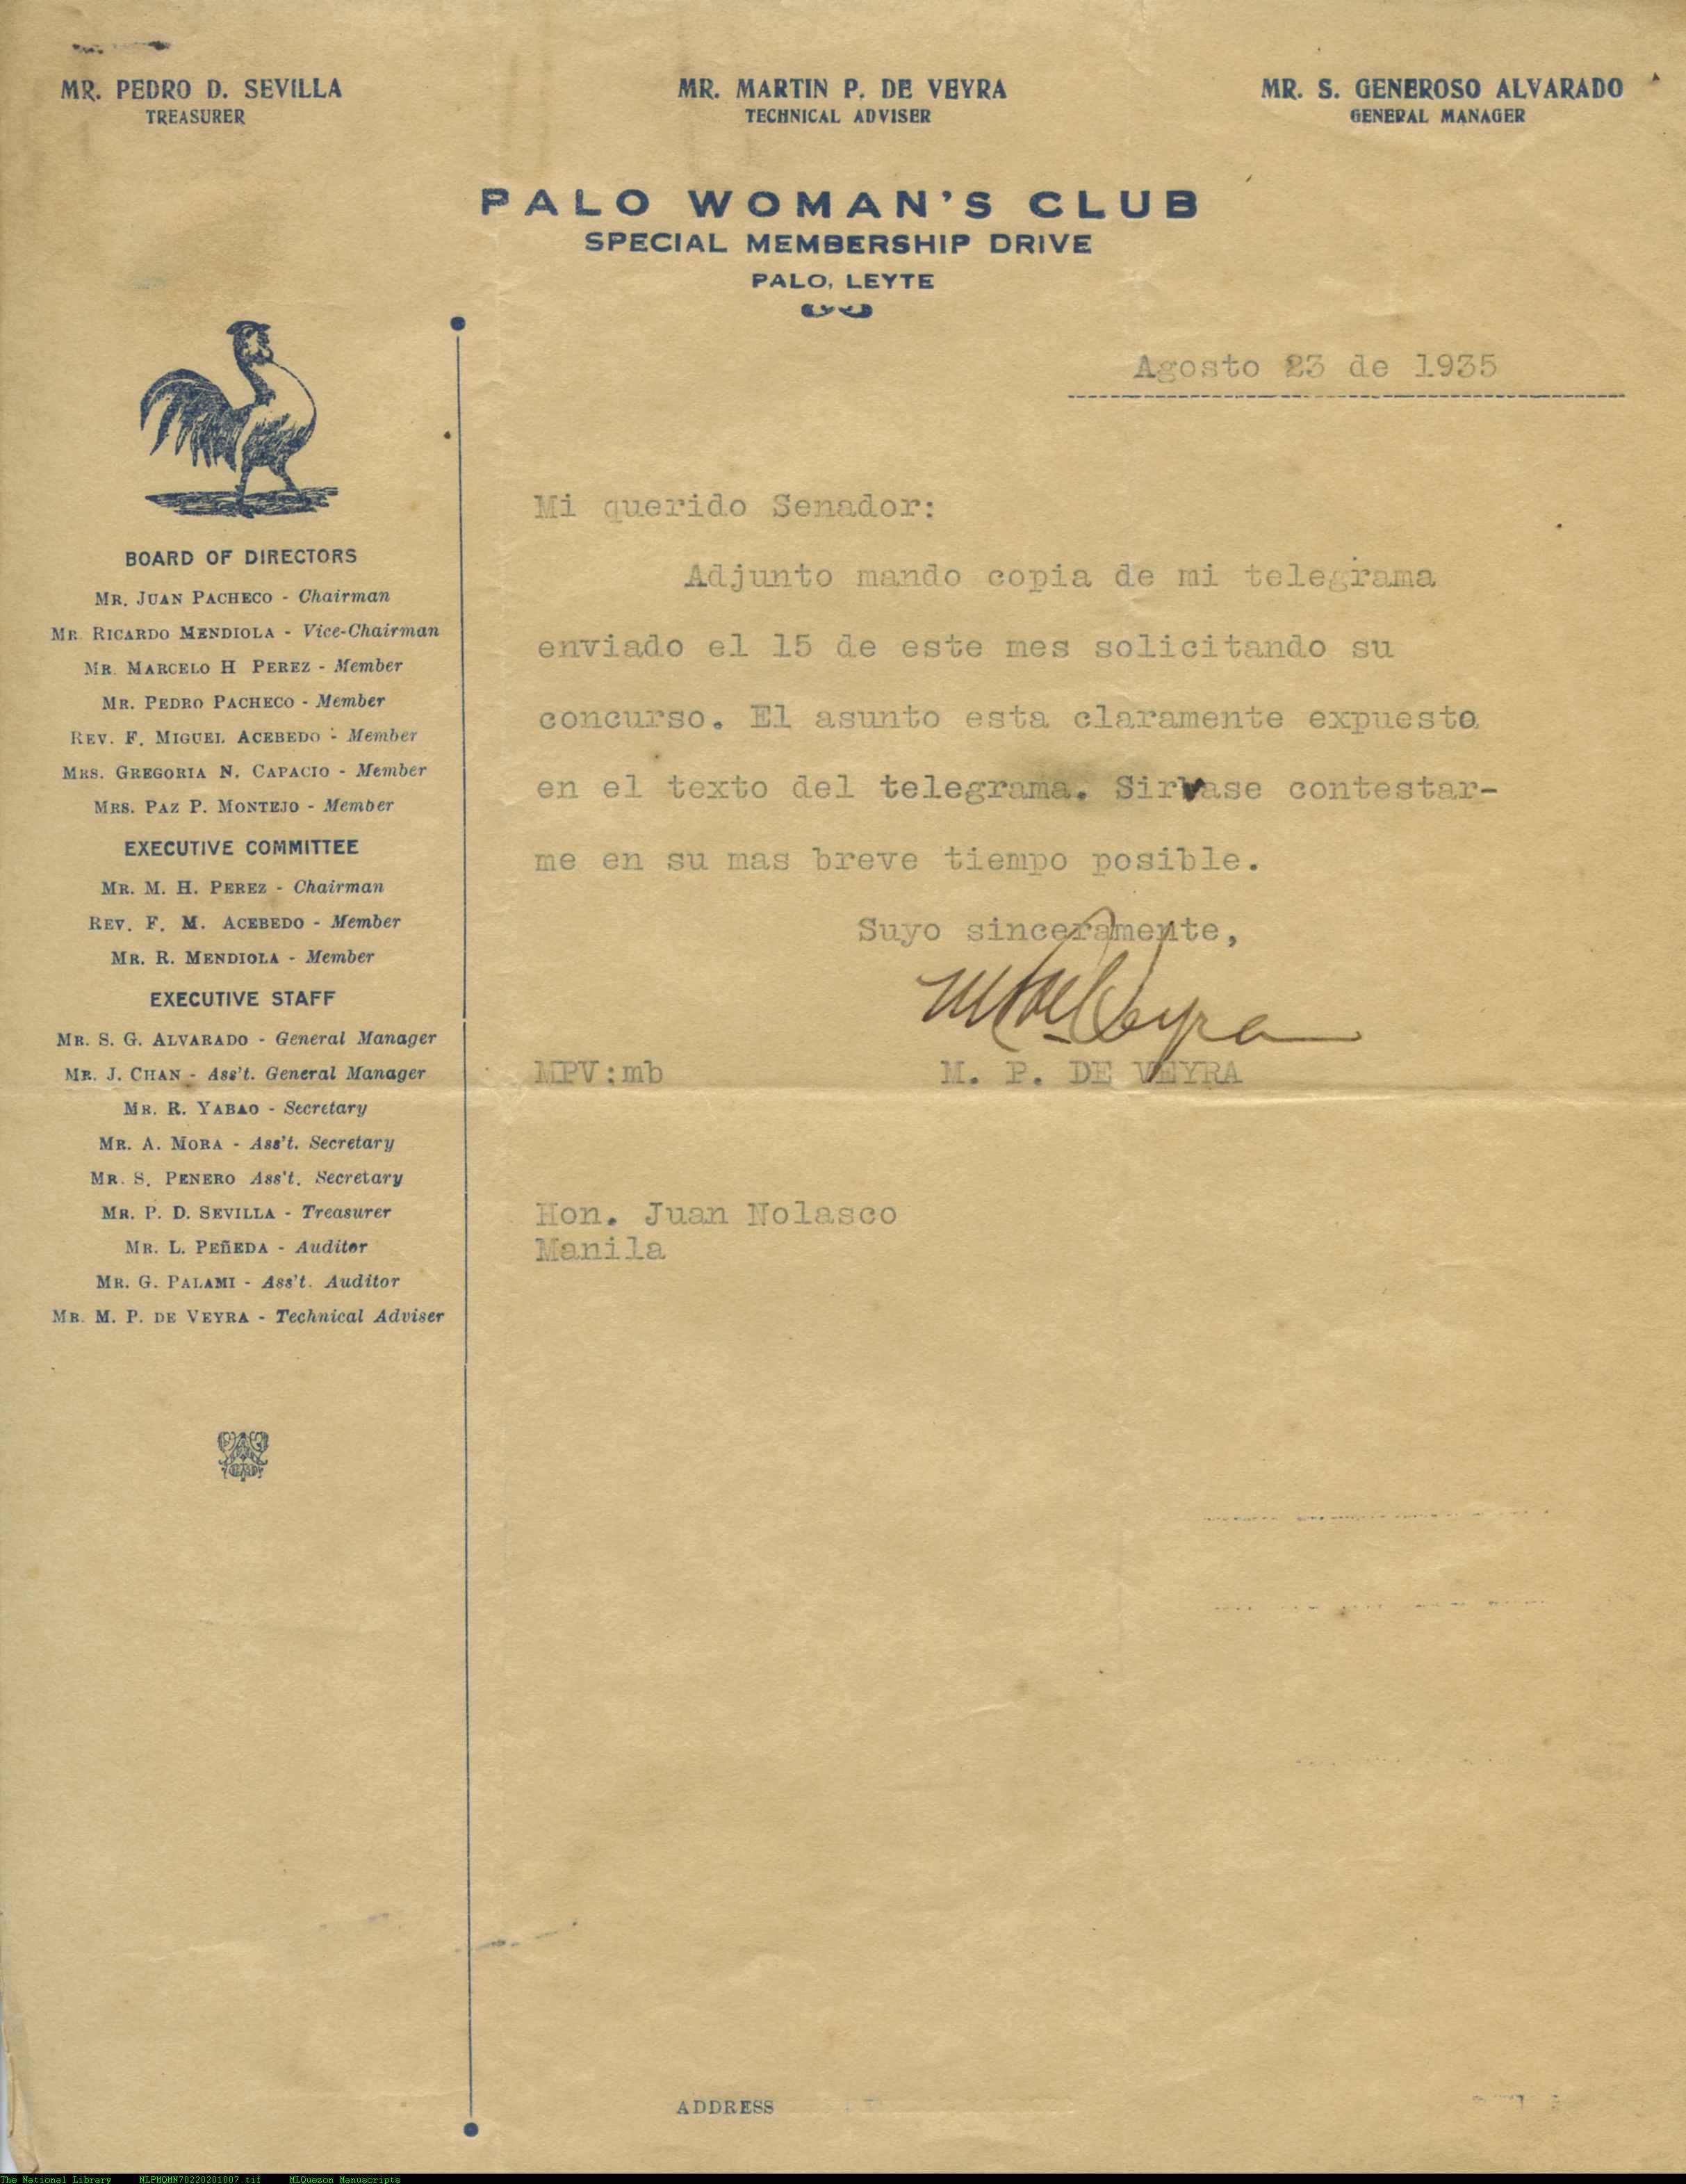 MR. PEDRO D. SEVILLA
TREASURER
MR. MARTIN P. DE VEYRA
TECHNICAL ADVISER
MR. S. GENEROSO ALVARADO
GENERAL MANAGER
PALO WOMAN'S CLUB
SPECIAL MEMBERSHIP DRIVE
PALO, LEYTE
BOARD OF DIRECTORS
MR. JUAN PACHECO - Chairman
MR. RICARDO MENDIOLA - Vice-Chairman
MR. MARCELO H PEREZ - Member
MR. PEDRO PACHECO - Member
REV. F. MIGUEL ACEBEDO - Member
MRS. GREGORIA N. CAPACIO - Member
MRS. PAZ P. MONTEJO - Member
EXECUTIVE COMMITTEE
MR. M. H. PEREZ - Chairman
REV. F. M. ACEBEDO - Member
MR. R. MENDIOLA - Member
EXECUTIVE STAFF
MR. S. G. ALVARADO - General Manager
MR. J. CHAN - Ass't. General Manager
MR. R. YABAO - Secretary
MR. A. MORA - Ass't. Secretary
MR. S. PENERO Ass't. Secretary
MR. P. D. SEVILLA - Treasurer
MR. L. PEÑEDA - Auditor
MR. G. PALAMI - Ass't. Auditor
MR. M. P. DE VEYRA - Technical Adviser
Agosto 23 de 1935
Mi querido Senador:
Adjunto mando copia de mi telegrama
enviado el 15 de este mes solicitando su
concurso. El asunto esta claramente expuesto
en el texto del telegrama. Sirvase contestar-
me en su mas breve tiempo posible.
Suyo sinceramente,
MPdeVeyra
MPV:mb
M. P. DE VEYRA
Hon. Juan Nolasco
Manila
ADDRESS
The National Library NLPMQMN70220201007.tif MLQuezon Manuscripts